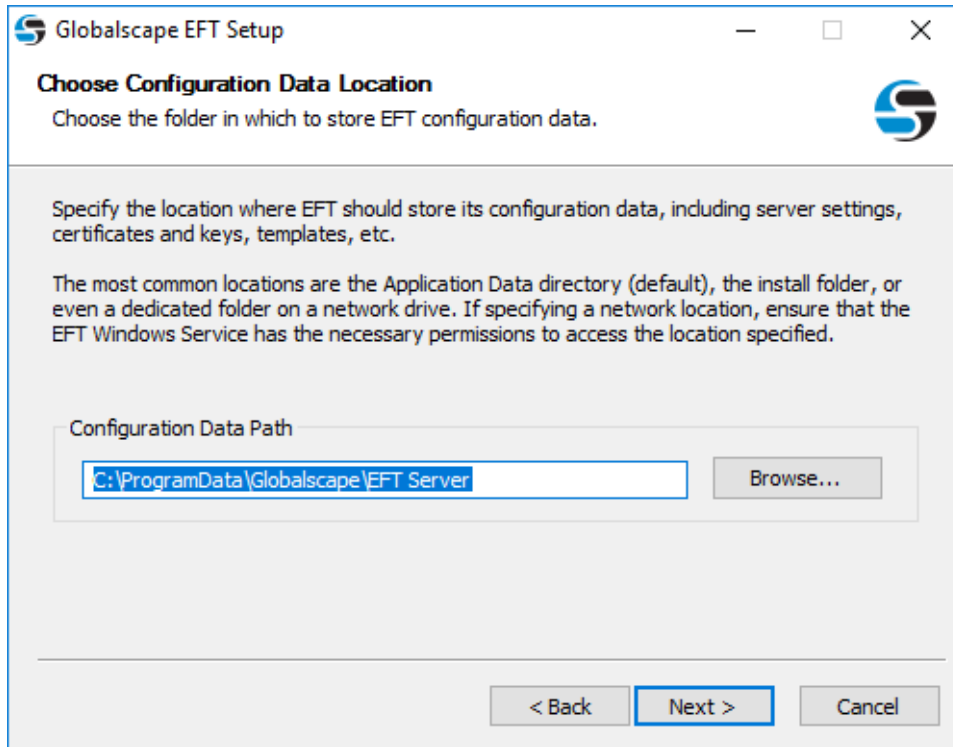 Globalscape EFT Setup
Choose Configuration Data Location
Choose the folder in which to store EFT configuration data.
Specify the location where EFT should store its configuration data, including server settings,
certificates and keys, templates, etc.
The most common locations are the Application Data directory (default), the install folder, or
even a dedicated folder on a network drive. If specifying a network location, ensure that the
EFT Windows Service has the necessary permissions to access the location specified.
Configuration Data Path
C:\ProgramData\Globalscape\EFT Server
Browse...
< Back
Next >
Cancel